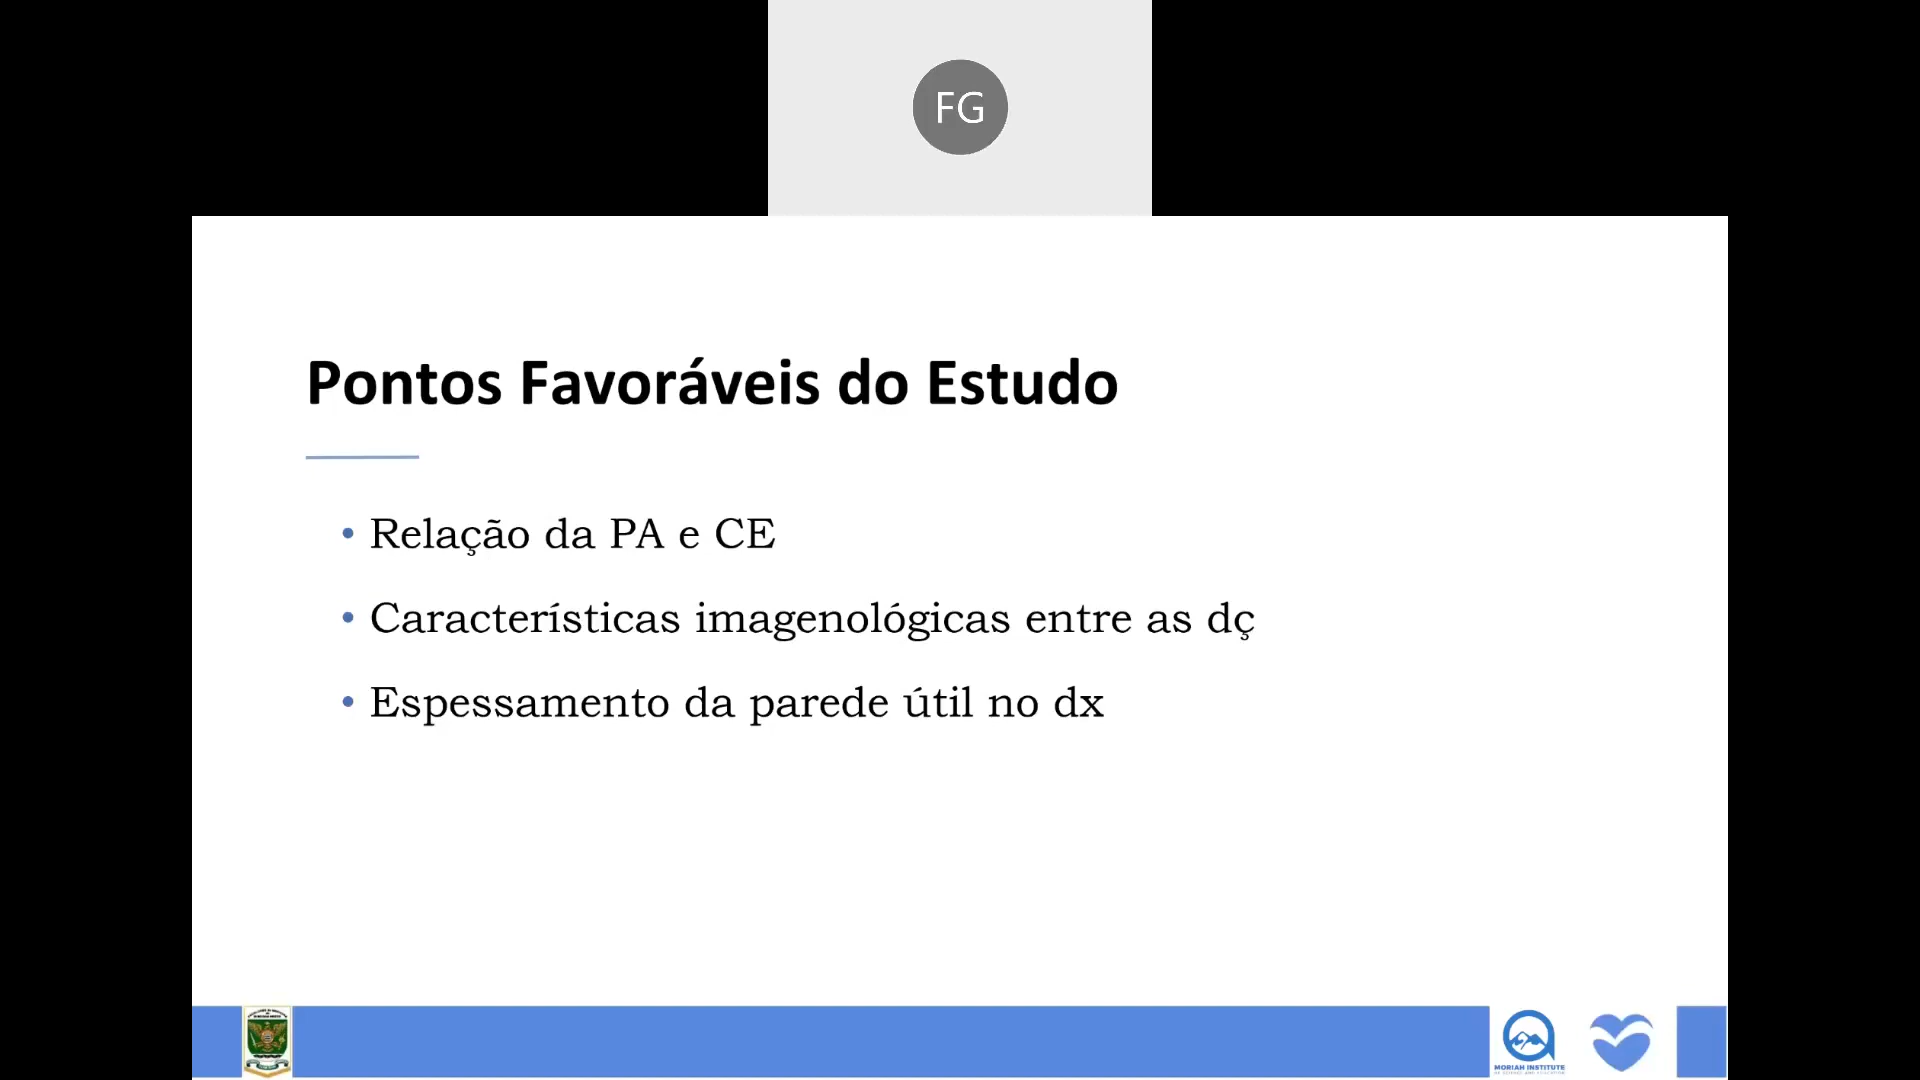 FG
Pontos Favoráveis do Estudo
• Relação da PA e CE
• Características imagenológicas entre as dç
• Espessamento da parede útil no dx
MORIAH INSTITUTE